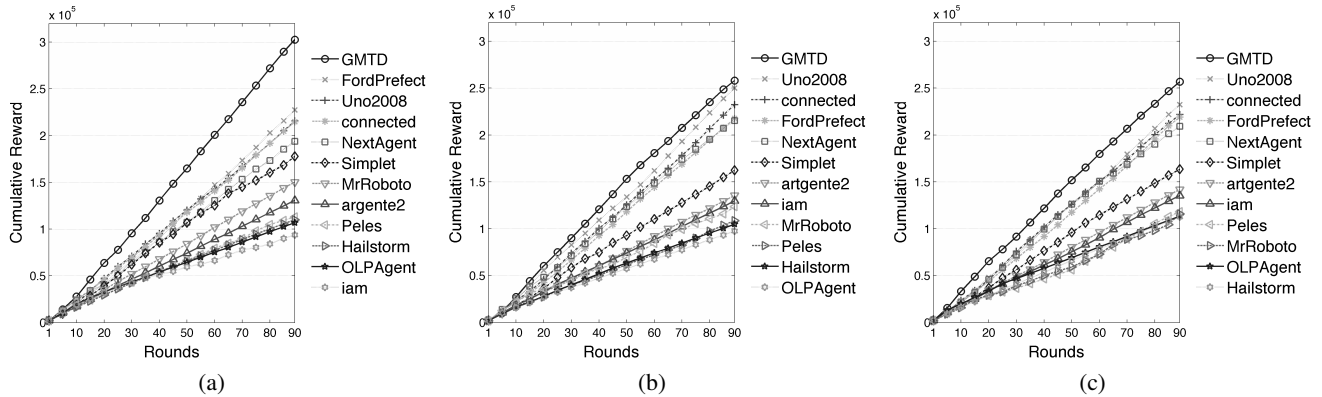 x 10^5
3
2.5
2
1.5
1
0.5
0
1 10 20 30 40 50 60 70 80 90
Cumulative Reward
Rounds
GMTD
FordPrefect
Uno2008
connected
NextAgent
Simplet
MrRoboto
argente2
Peles
Hailstorm
OLPAgent
iam
(a)
x 10^5
3
2.5
2
1.5
1
0.5
0
1 10 20 30 40 50 60 70 80 90
Cumulative Reward
Rounds
GMTD
Uno2008
connected
FordPrefect
NextAgent
Simplet
artgente2
iam
MrRoboto
Peles
Hailstorm
OLPAgent
(b)
x 10^5
3
2.5
2
1.5
1
0.5
0
1 10 20 30 40 50 60 70 80 90
Cumulative Reward
Rounds
GMTD
Uno2008
connected
FordPrefect
NextAgent
Simplet
artgente2
iam
Peles
MrRoboto
OLPAgent
Hailstorm
(c)